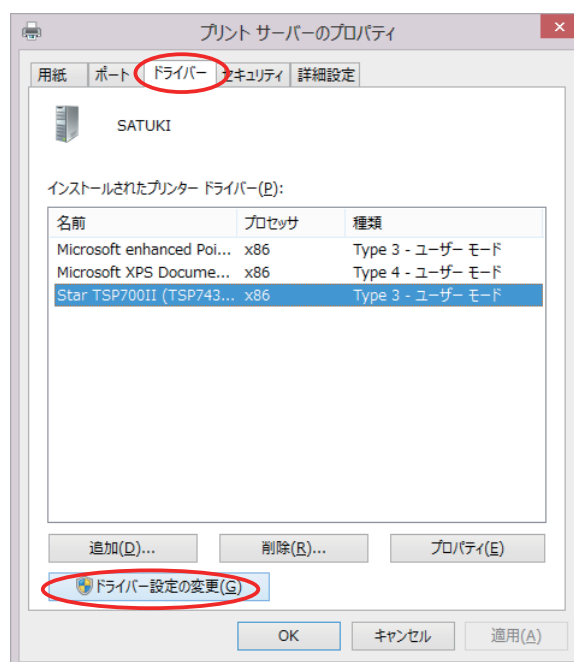 プリント サーバーのプロパティ
用紙 ポート ドライバー セキュリティ 詳細設定
SATUKI
インストールされたプリンター ドライバー(P):
名前 プロセッサ 種類
Microsoft enhanced Poi... x86 Type 3 - ユーザー モード
Microsoft XPS Docume... x86 Type 4 - ユーザー モード
Star TSP700II (TSP743... x86 Type 3 - ユーザー モード
追加(D)... 削除(R)... プロパティ(E)
ドライバー設定の変更(G)
OK キャンセル 適用(A)